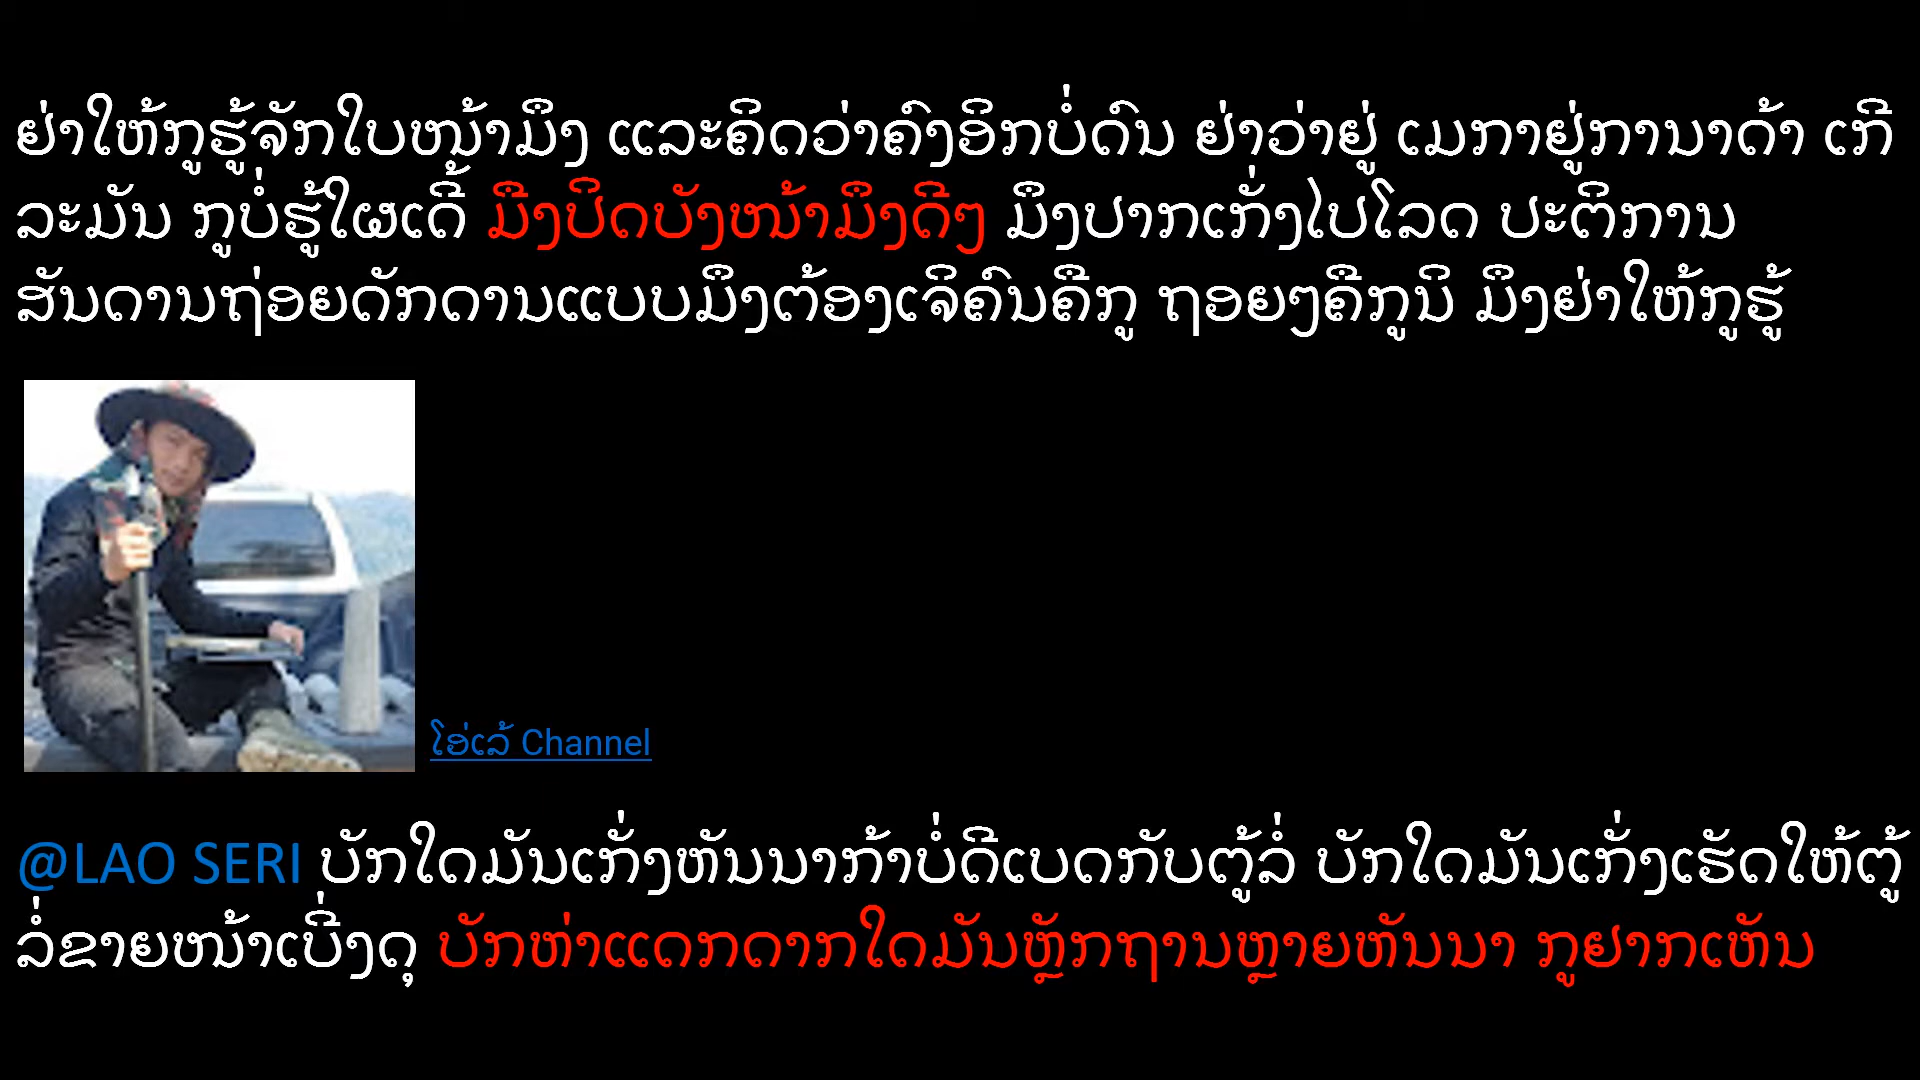 ຢ່າໃຫ້ກູຮູ້ຈັກໃບໜ້າມຶງ ແລະຄິດວ່າຄົງອິກບໍ່ດົນ ຢ່າວ່າຢູ່ ເມກາຢູ່ການາດ້າ ເກີ
ລະມັນ ກູບໍ່ຮູ້ໃຜເດີ້ ມືງປິດບັງໜ້າມຶງດີໆ ມຶງປາກເກັ່ງໄປໂລດ ປະຕິການ
ສັນດານຖ່ອຍດັກດານແບບມຶງຕ້ອງເຈິຄົນຄືກູ ຖອຍໆຄືກູນິ ມຶງຢ່າໃຫ້ກູຮູ້
ໂອ່ເລ້ Channel
@LAO SERI ບັກໃດມັນເກັ່ງຫັນນາກ້າບໍ່ດີເບດກັບຕູ້ລໍ່ ບັກໃດມັນເກັ່ງເຮັດໃຫ້ຕູ້
ລໍ່ຂາຍໜ້າເບິ່ງດຸ ບັກຫ່າແດກດາກໃດມັນຫຼັກຖານຫຼາຍຫັນນາ ກູຢາກເຫັນ